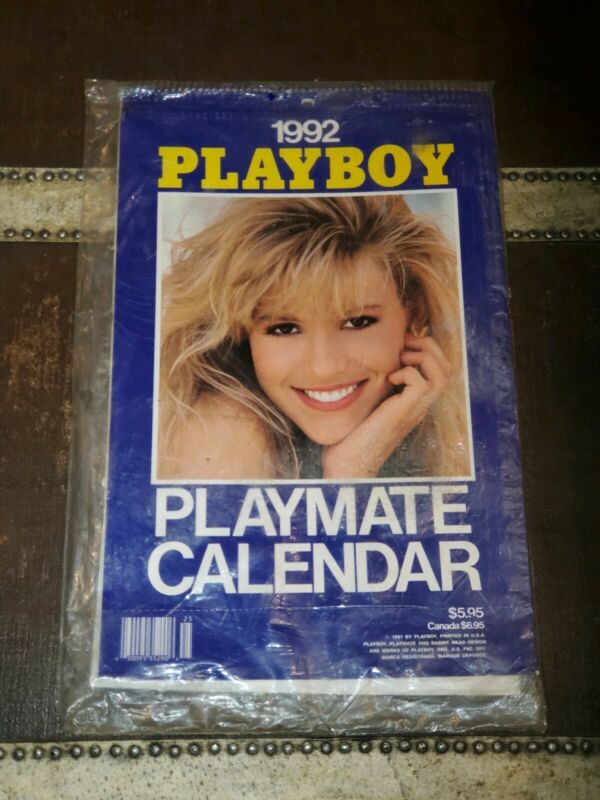 1992
PLAYBOY
PLAYMATE
CALENDAR
$5.95
Canada $6.95
25
© 1991 BY PLAYBOY. PRINTED IN U.S.A.
PLAYBOY, PLAYMATE AND RABBIT HEAD DESIGN
ARE MARKS OF PLAYBOY. REG. U.S. PAT. OFF.
MARCA REGISTRADA. MARQUE DEPOSEE.